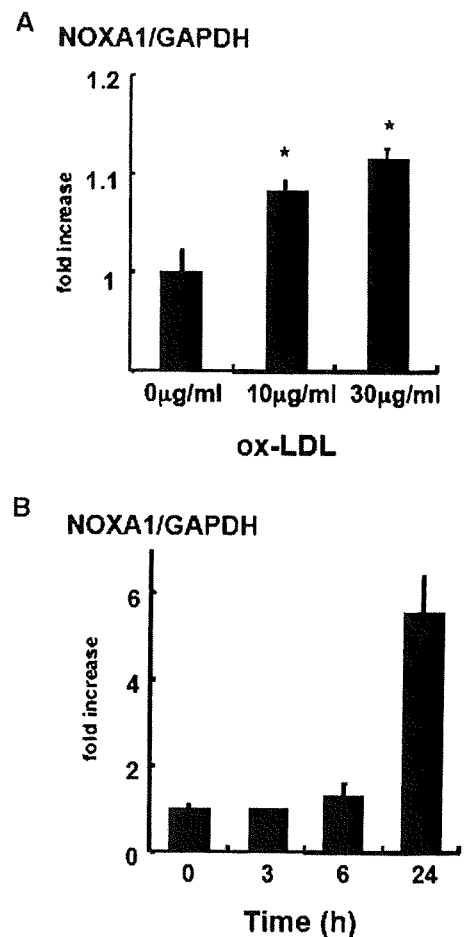 A
NOXA1/GAPDH
1.2
1.1
1
fold increase
*
*
0μg/ml 10μg/ml 30μg/ml
ox-LDL
B
NOXA1/GAPDH
6
4
2
0
fold increase
0 3 6 24
Time (h)